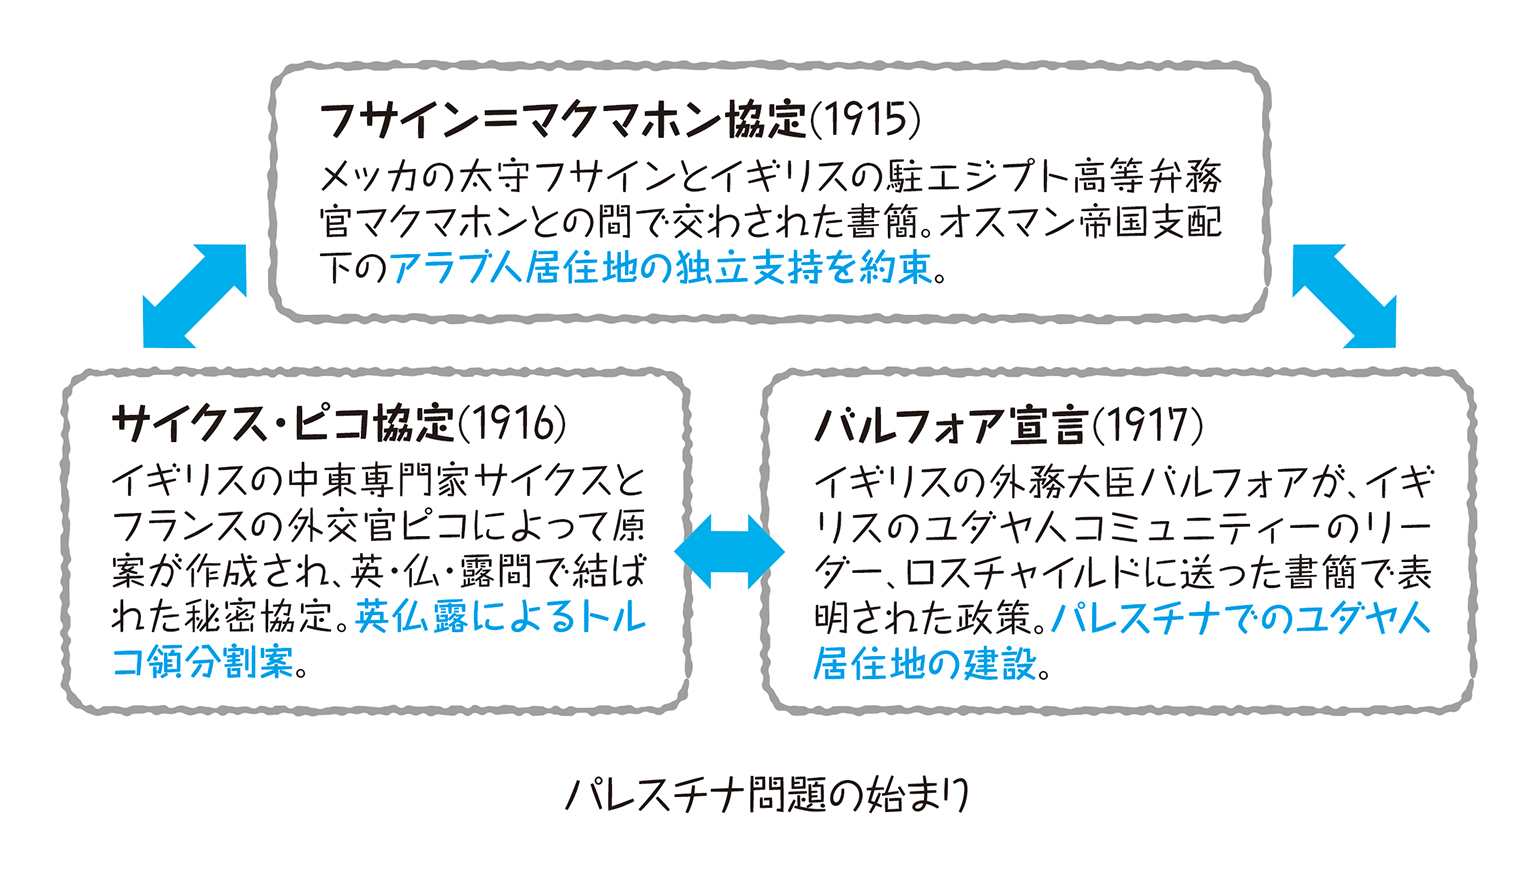 フサイン=マクマホン協定(1915)
メッカの太守フサインとイギリスの駐エジプト高等弁務
官マクマホンとの間で交わされた書簡。オスマン帝国支配
下のアラブ人居住地の独立支持を約束。
サイクス・ピコ協定(1916)
イギリスの中東専門家サイクスと
フランスの外交官ピコによって原
案が作成され、英・仏・露間で結ば
れた秘密協定。英仏露によるトル
コ領分割案。
バルフォア宣言(1917)
イギリスの外務大臣バルフォアが、イギ
リスのユダヤ人コミュニティーのリー
ダー、ロスチャイルドに送った書簡で表
明された政策。パレスチナでのユダヤ人
居住地の建設。
パレスチナ問題の始まり